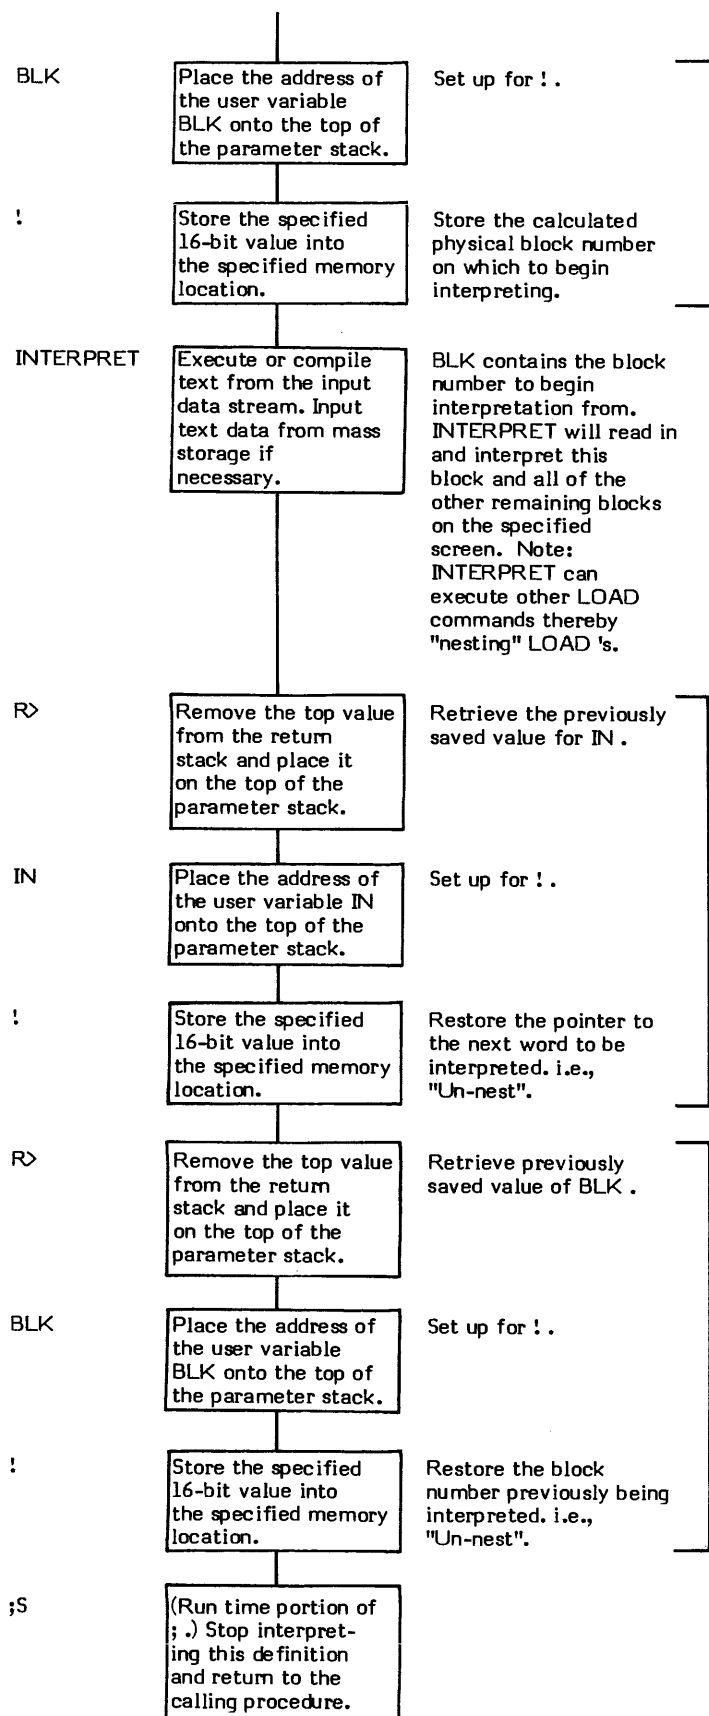 BLK
Place the address of
the user variable
BLK onto the top of
the parameter stack.
Set up for ! .
!
Store the specified
16-bit value into
the specified memory
location.
Store the calculated
physical block number
on which to begin
interpreting.
INTERPRET
Execute or compile
text from the input
data stream. Input
text data from mass
storage if
necessary.
BLK contains the block
number to begin
interpretation from.
INTERPRET will read in
and interpret this
block and all of the
other remaining blocks
on the specified
screen. Note:
INTERPRET can
execute other LOAD
commands thereby
"nesting" LOAD 's.
R>
Remove the top value
from the return
stack and place it
on the top of the
parameter stack.
Retrieve the previously
saved value for IN .
IN
Place the address of
the user variable IN
onto the top of the
parameter stack.
Set up for ! .
!
Store the specified
16-bit value into
the specified memory
location.
Restore the pointer to
the next word to be
interpreted. i.e.,
"Un-nest".
R>
Remove the top value
from the return
stack and place it
on the top of the
parameter stack.
Retrieve previously
saved value of BLK .
BLK
Place the address of
the user variable
BLK onto the top of
the parameter stack.
Set up for ! .
!
Store the specified
16-bit value into
the specified memory
location.
Restore the block
number previously being
interpreted. i.e.,
"Un-nest".
;S
(Run time portion of
; .) Stop interpret-
ing this definition
and return to the
calling procedure.